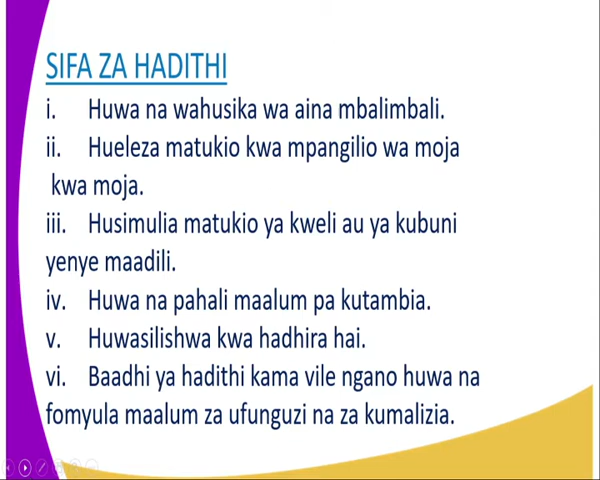 SIFA ZA HADITHI
i. Huwa na wahusika wa aina mbalimbali.
ii. Hueleza matukio kwa mpangilio wa moja
kwa moja.
iii. Husimulia matukio ya kweli au ya kubuni
yenye maadili.
iv. Huwa na pahali maalum pa kutambia.
v. Huwasilishwa kwa hadhira hai.
vi. Baadhi ya hadithi kama vile ngano huwa na
fomyula maalum za ufunguzi na za kumalizia.